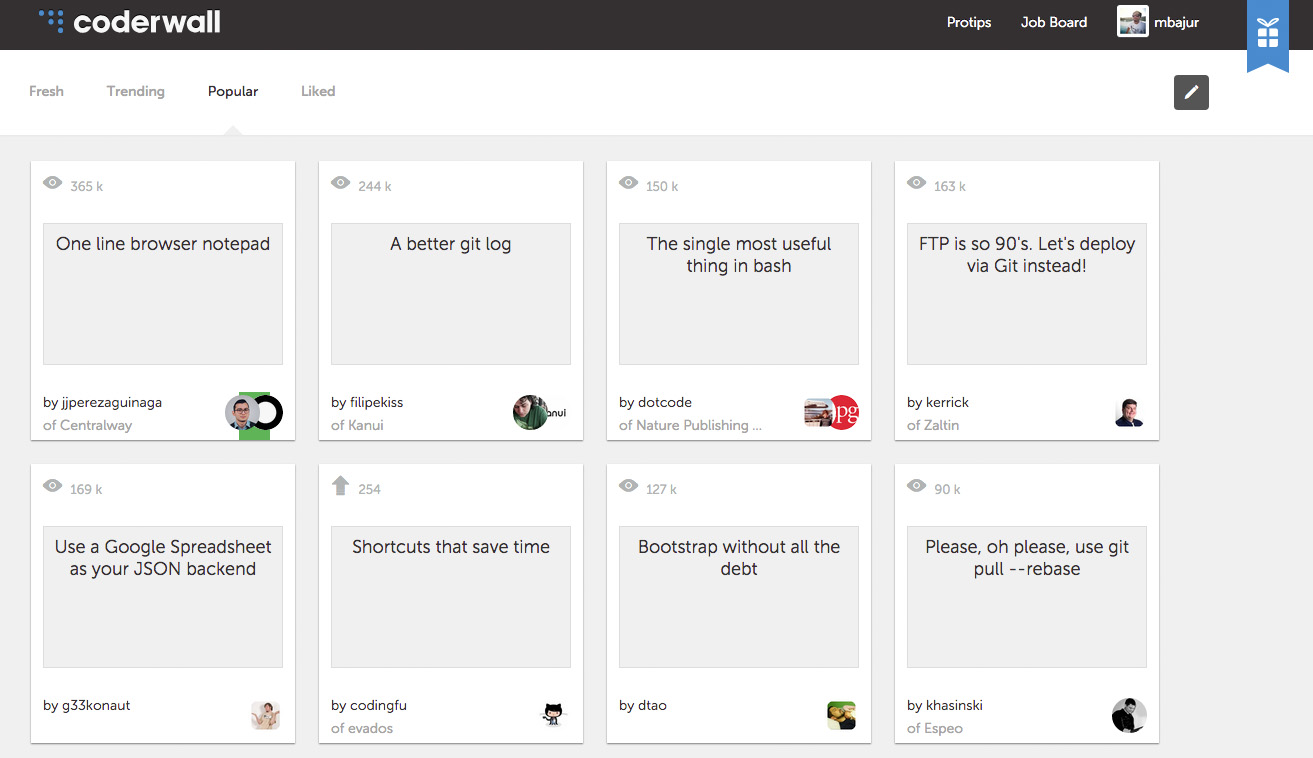 coderwall
Protips
Job Board
mbajur
Fresh
Trending
Popular
Liked
365 k
One line browser notepad
by jjperezaguinaga
of Centralway
244 k
A better git log
by filipekiss
of Kanui
anui
150 k
The single most useful
thing in bash
by dotcode
of Nature Publishing ...
pg
163 k
FTP is so 90's. Let's deploy
via Git instead!
by kerrick
of Zaltin
169 k
Use a Google Spreadsheet
as your JSON backend
by g33konaut
254
Shortcuts that save time
by codingfu
of evados
127 k
Bootstrap without all the
debt
by dtao
90 k
Please, oh please, use git
pull --rebase
by khasinski
of Espeo